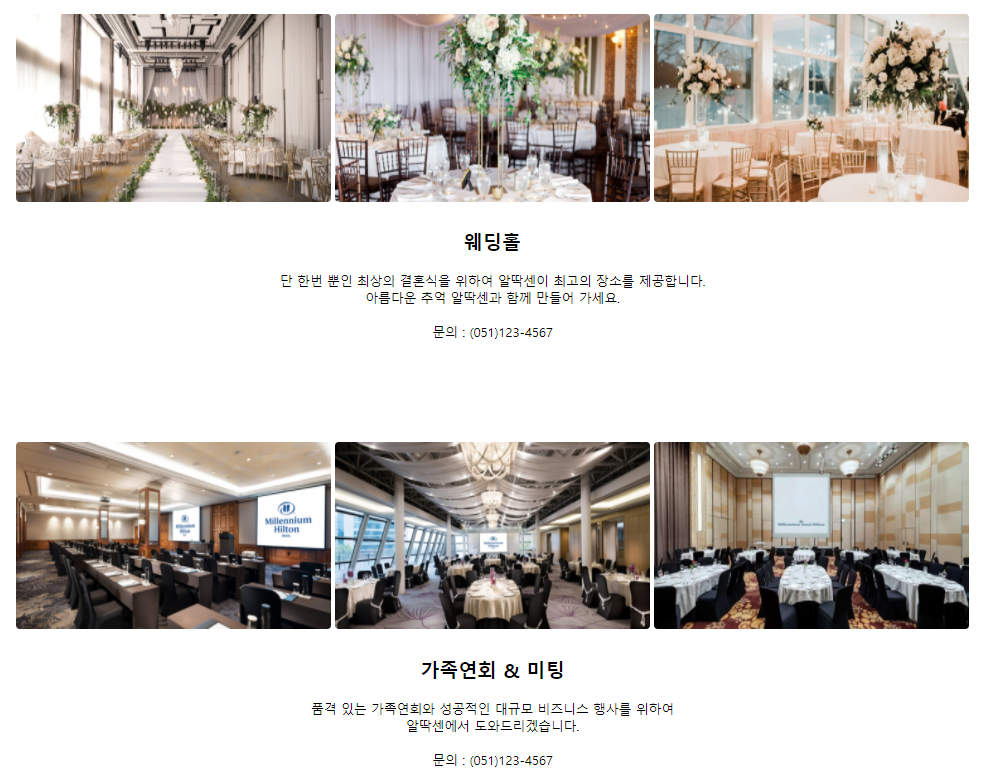 웨딩홀
단 한번 뿐인 최상의 결혼식을 위하여 알딱센이 최고의 장소를 제공합니다.
아름다운 추억 알딱센과 함께 만들어 가세요.
문의 : (051)123-4567
Millennium
Hilton
Millennium
Hilton
가족연회 & 미팅
품격 있는 가족연회와 성공적인 대규모 비즈니스 행사를 위하여
알딱센에서 도와드리겠습니다.
문의 : (051)123-4567